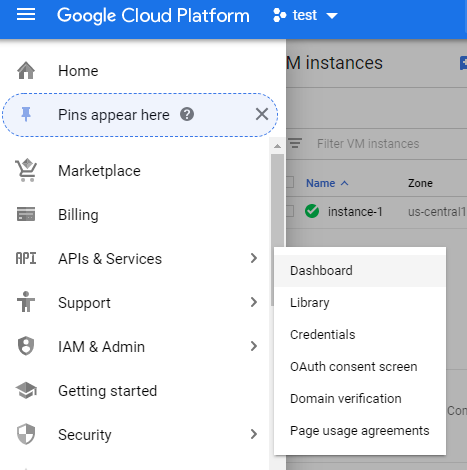 Google Cloud Platform test
Home
M instances
Pins appear here ?
Filter VM instances
Marketplace
Name Zone
Billing
instance-1 us-central1
API APIs & Services
Dashboard
Library
Support
Credentials
IAM & Admin
OAuth consent screen
Getting started
Domain verification
Con
Security
Page usage agreements